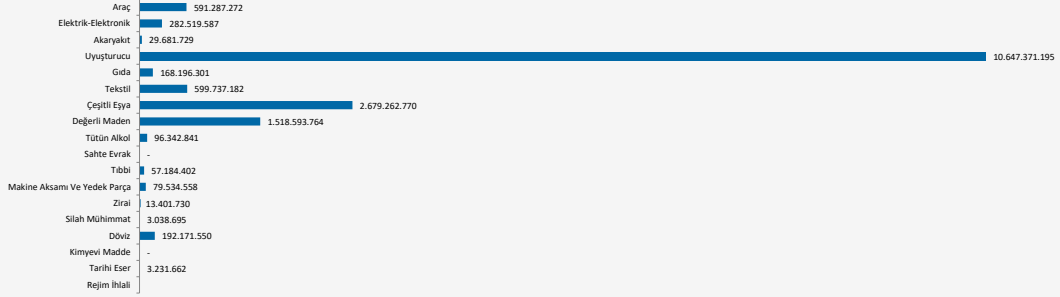 Araç 591.287.272
Elektrik-Elektronik 282.519.587
Akaryakıt 29.681.729
Uyuşturucu 10.647.371.195
Gıda 168.196.301
Tekstil 599.737.182
Çeşitli Eşya 2.679.262.770
Değerli Maden 1.518.593.764
Tütün Alkol 96.342.841
Sahte Evrak -
Tıbbi 57.184.402
Makine Aksamı Ve Yedek Parça 79.534.558
Zirai 13.401.730
Silah Mühimmat 3.038.695
Döviz 192.171.550
Kimyevi Madde -
Tarihi Eser 3.231.662
Rejim İhlali